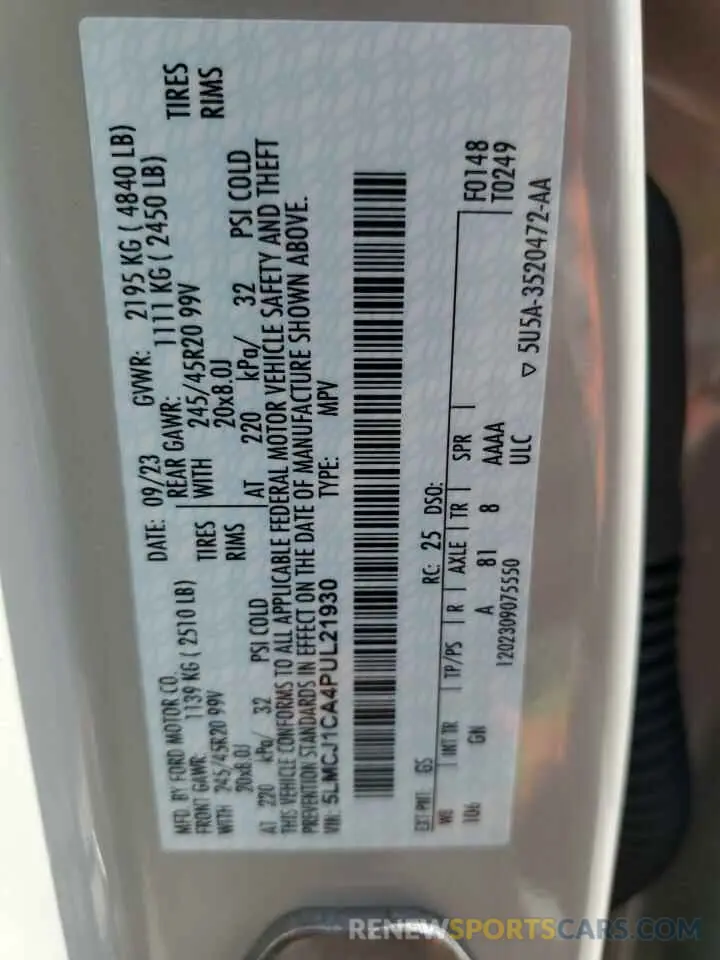 MFD. BY FORD MOTOR CO.
DATE: 09/23 GVWR: 2195 KG ( 4840 LB)
FRONT GAWR: 1139 KG ( 2510 LB)
REAR GAWR: 1111 KG ( 2450 LB)
WITH 245/45R20 99V TIRES
WITH 245/45R20 99V TIRES
20x8.0J RIMS
20x8.0J RIMS
AT 220 kPa/ 32 PSI COLD
AT 220 kPa/ 32 PSI COLD
THIS VEHICLE CONFORMS TO ALL APPLICABLE FEDERAL MOTOR VEHICLE SAFETY AND THEFT
PREVENTION STANDARDS IN EFFECT ON THE DATE OF MANUFACTURE SHOWN ABOVE.
VIN: 5LMCJ1CA4PUL21930 TYPE: MPV
EXT PNT: GS RC: 25 DSO:
WB INT TR TP/PS R AXLE TR SPR F0148
106 GN A 81 8 AAAA T0249
ULC
1202309075550 ▽ 5U5A-3520472-AA
RENEWSPORTSCARS.COM